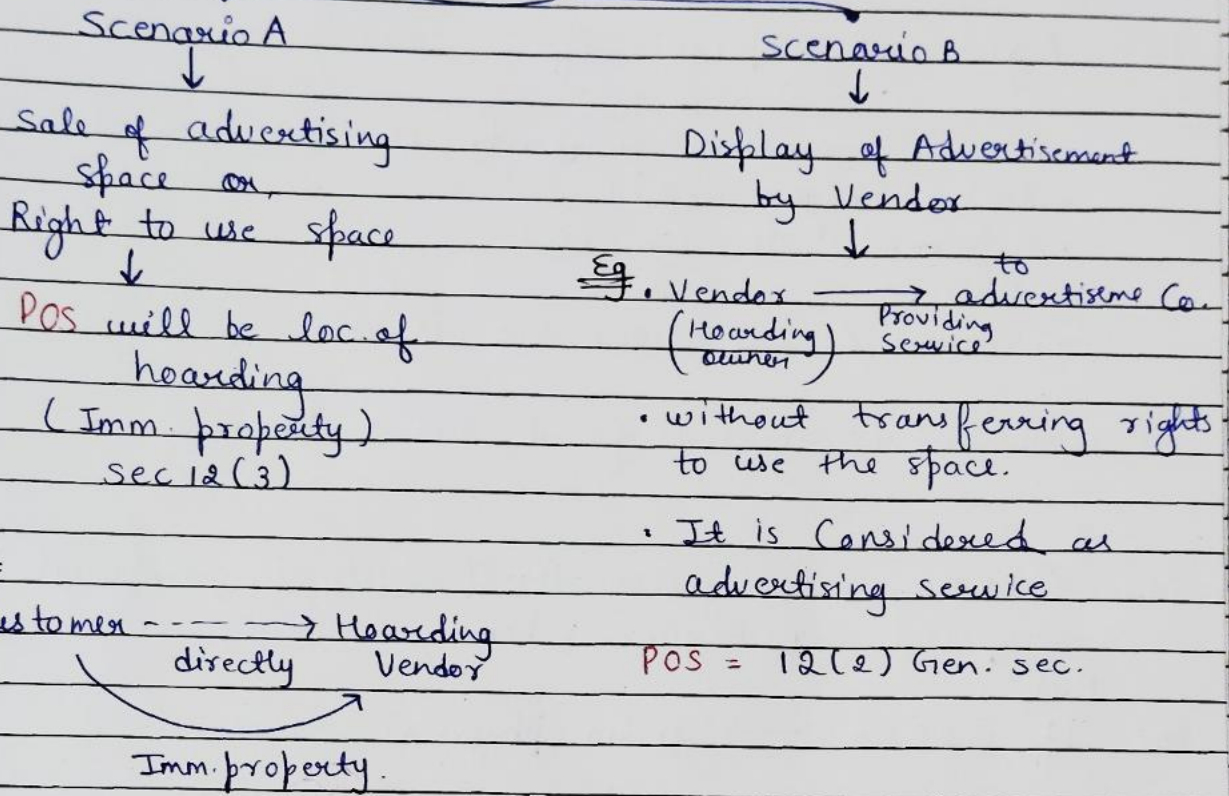 Scenario A
↓
Sale of advertising
space or,
Right to use space
↓
POS will be loc. of
hoarding
(Imm. property)
Sec 12(3)
ustomer - - - - → Hoarding
directly Vendor
Imm. property.
Scenario B
↓
Display of Advertisement
by Vendor
↓
to
Eg. • Vendor → advertiseme Co.
(Hoarding owner) Providing Service
• without transferring rights
to use the space.
• It is Considered as
advertising service
POS = 12(2) Gen. sec.